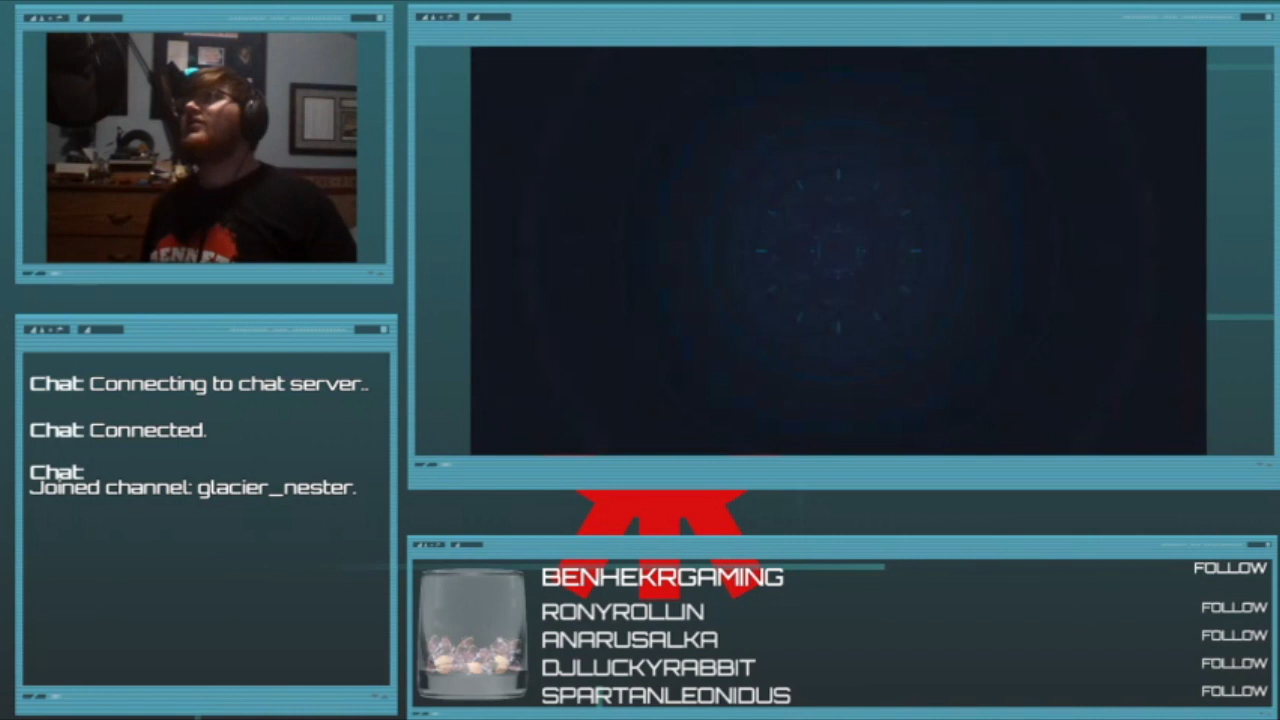 Chat: Connecting to chat server..
Chat: Connected.
Chat:
Joined channel: glacier_nester.
BENHEKRGAMING FOLLOW
RONYROLLIN FOLLOW
ANARUSALKA FOLLOW
DJLUCKYRABBIT FOLLOW
SPARTANLEONIDUS FOLLOW